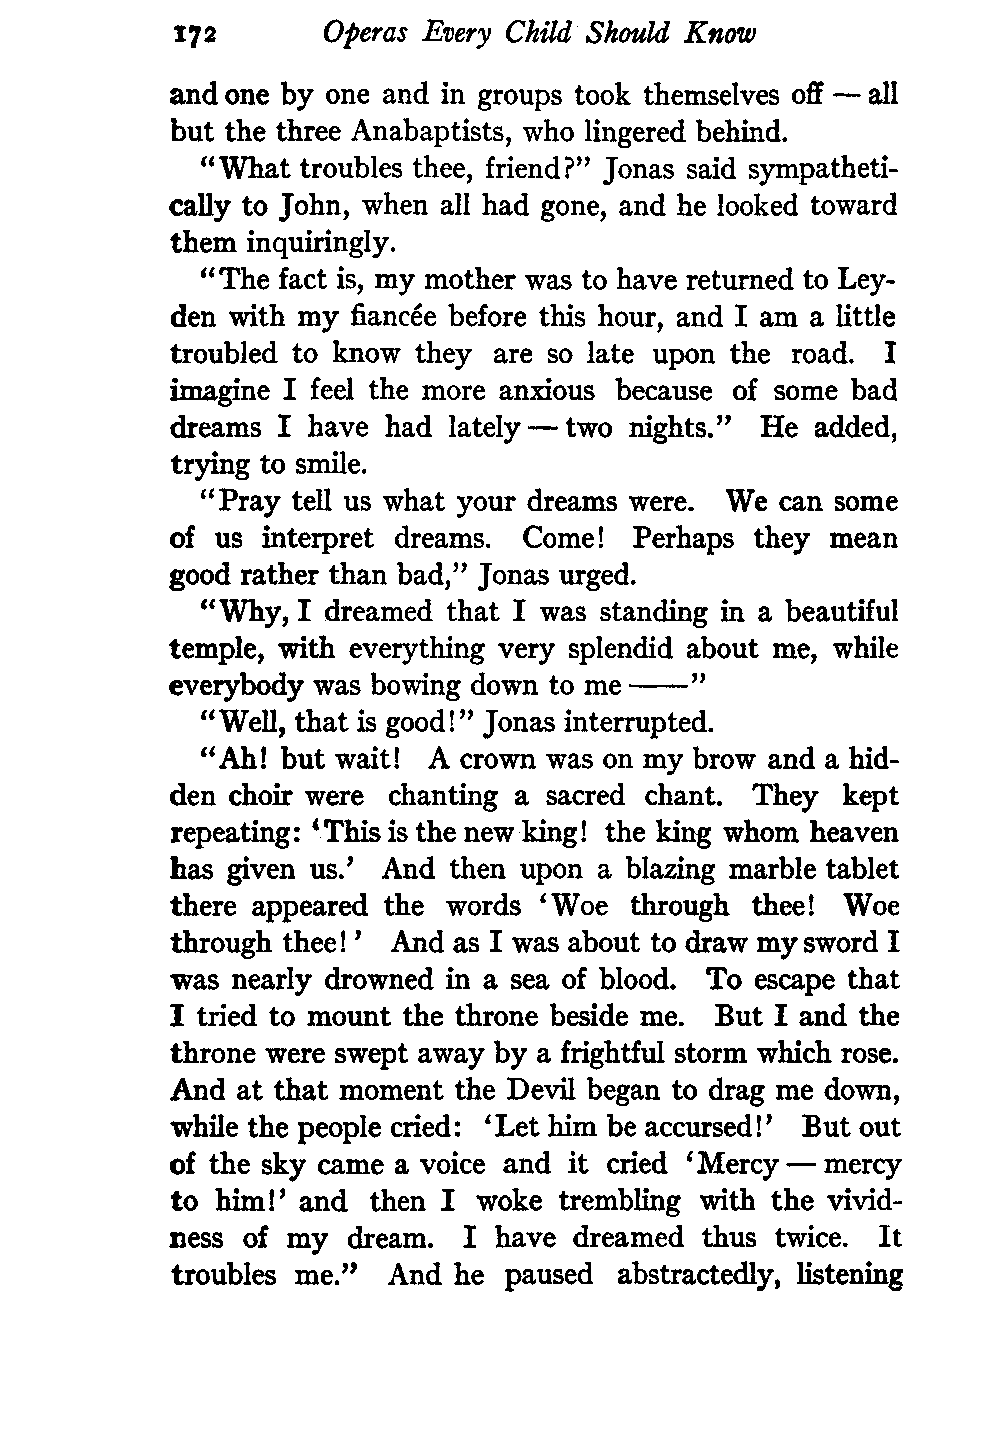 172 Operas Every Child Should Know
and one by one and in groups took themselves off — all
but the three Anabaptists, who lingered behind.
"What troubles thee, friend?" Jonas said sympatheti-
cally to John, when all had gone, and he looked toward
them inquiringly.
"The fact is, my mother was to have returned to Ley-
den with my fiancée before this hour, and I am a little
troubled to know they are so late upon the road. I
imagine I feel the more anxious because of some bad
dreams I have had lately — two nights." He added,
trying to smile.
"Pray tell us what your dreams were. We can some
of us interpret dreams. Come! Perhaps they mean
good rather than bad," Jonas urged.
"Why, I dreamed that I was standing in a beautiful
temple, with everything very splendid about me, while
everybody was bowing down to me ——"
"Well, that is good!" Jonas interrupted.
"Ah! but wait! A crown was on my brow and a hid-
den choir were chanting a sacred chant. They kept
repeating: 'This is the new king! the king whom heaven
has given us.' And then upon a blazing marble tablet
there appeared the words 'Woe through thee! Woe
through thee!' And as I was about to draw my sword I
was nearly drowned in a sea of blood. To escape that
I tried to mount the throne beside me. But I and the
throne were swept away by a frightful storm which rose.
And at that moment the Devil began to drag me down,
while the people cried: 'Let him be accursed!' But out
of the sky came a voice and it cried 'Mercy — mercy
to him!' and then I woke trembling with the vivid-
ness of my dream. I have dreamed thus twice. It
troubles me." And he paused abstractedly, listening